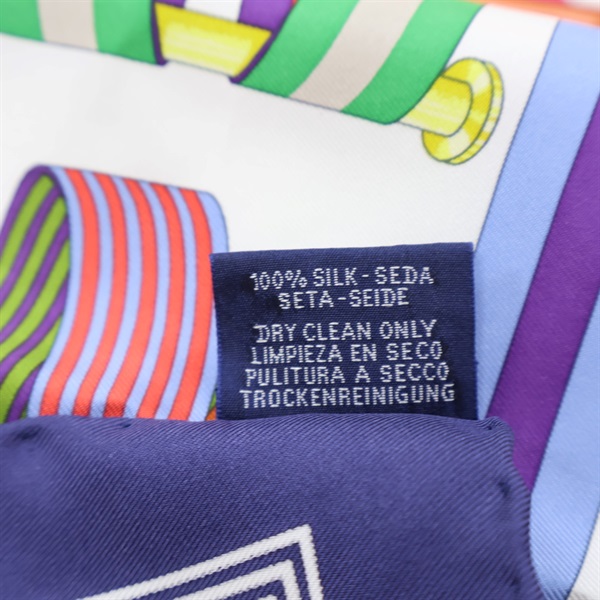 100% SILK-SEDA
SETA-SEIDE
DRY CLEAN ONLY
LIMPIEZA EN SECO
PULITURA A SECCO
TROCKENREINIGUNG